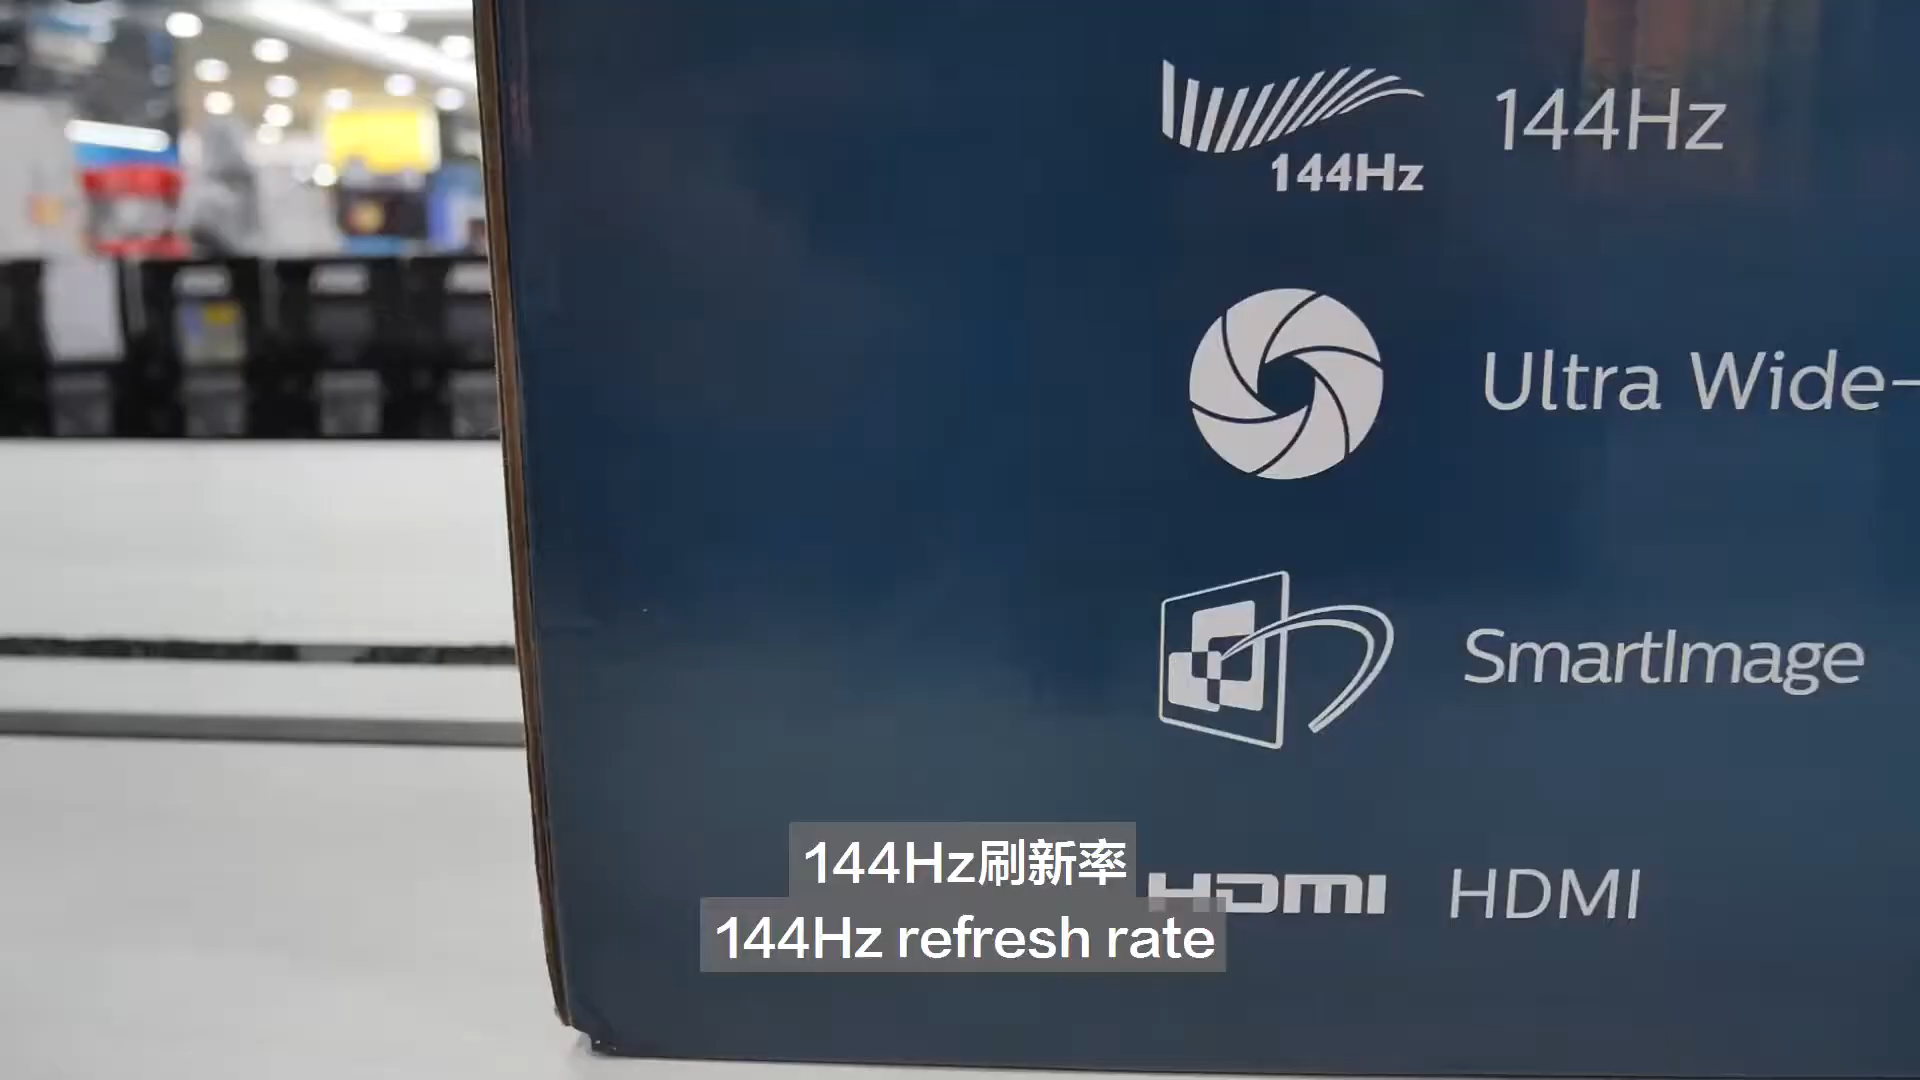 144Hz
144Hz
Ultra Wide-
SmartImage
HDMI HDMI
144Hz刷新率
144Hz refresh rate